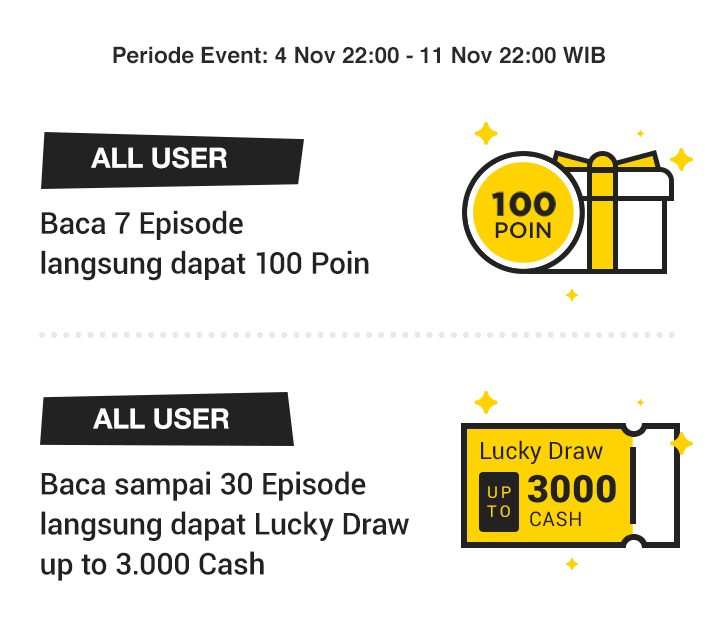 Periode Event: 4 Nov 22:00 - 11 Nov 22:00 WIB
ALL USER
Baca 7 Episode
langsung dapat 100 Poin
100
POIN
ALL USER
Baca sampai 30 Episode
langsung dapat Lucky Draw
up to 3.000 Cash
Lucky Draw
UP
TO
3000
CASH